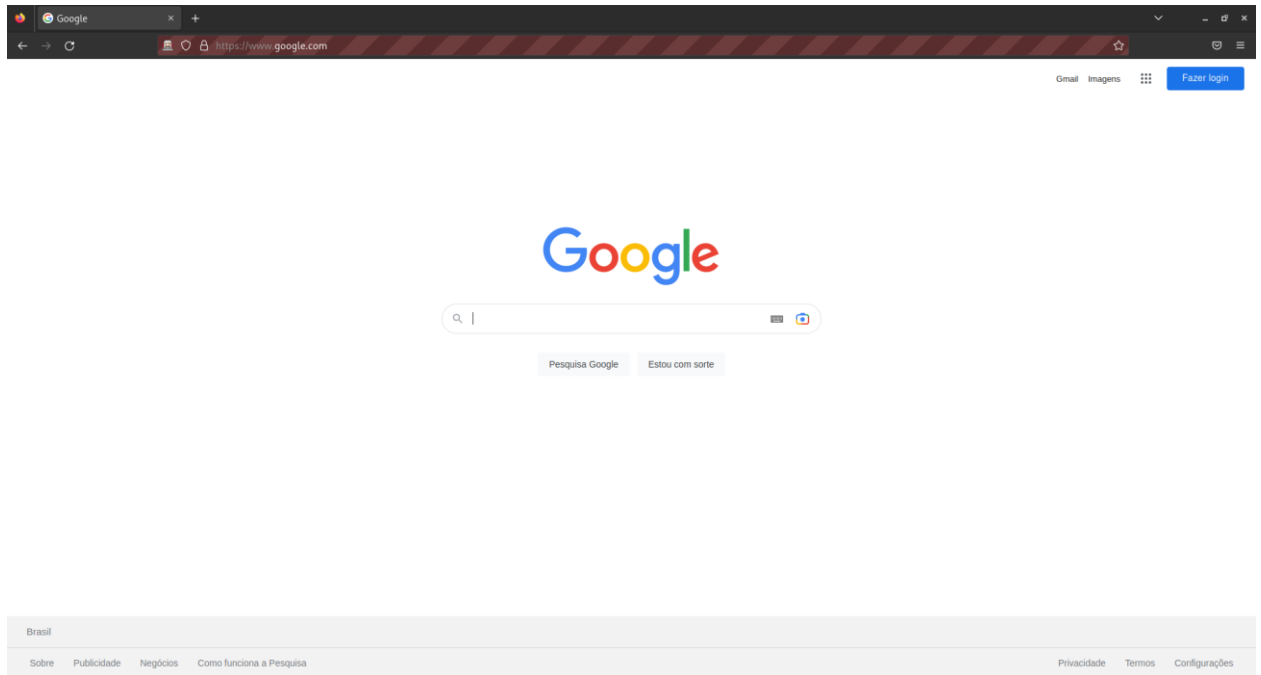 Google
https://www.google.com
Gmail Imagens Fazer login
Google
Pesquisa Google Estou com sorte
Brasil
Sobre Publicidade Negócios Como funciona a Pesquisa Privacidade Termos Configurações